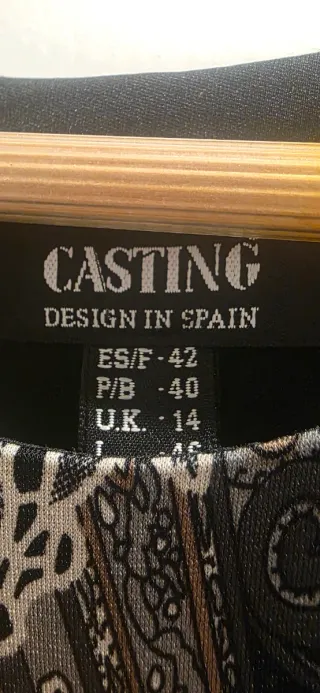 CASTING
DESIGN IN SPAIN
ES/F · 42
P/B · 40
U.K. · 14